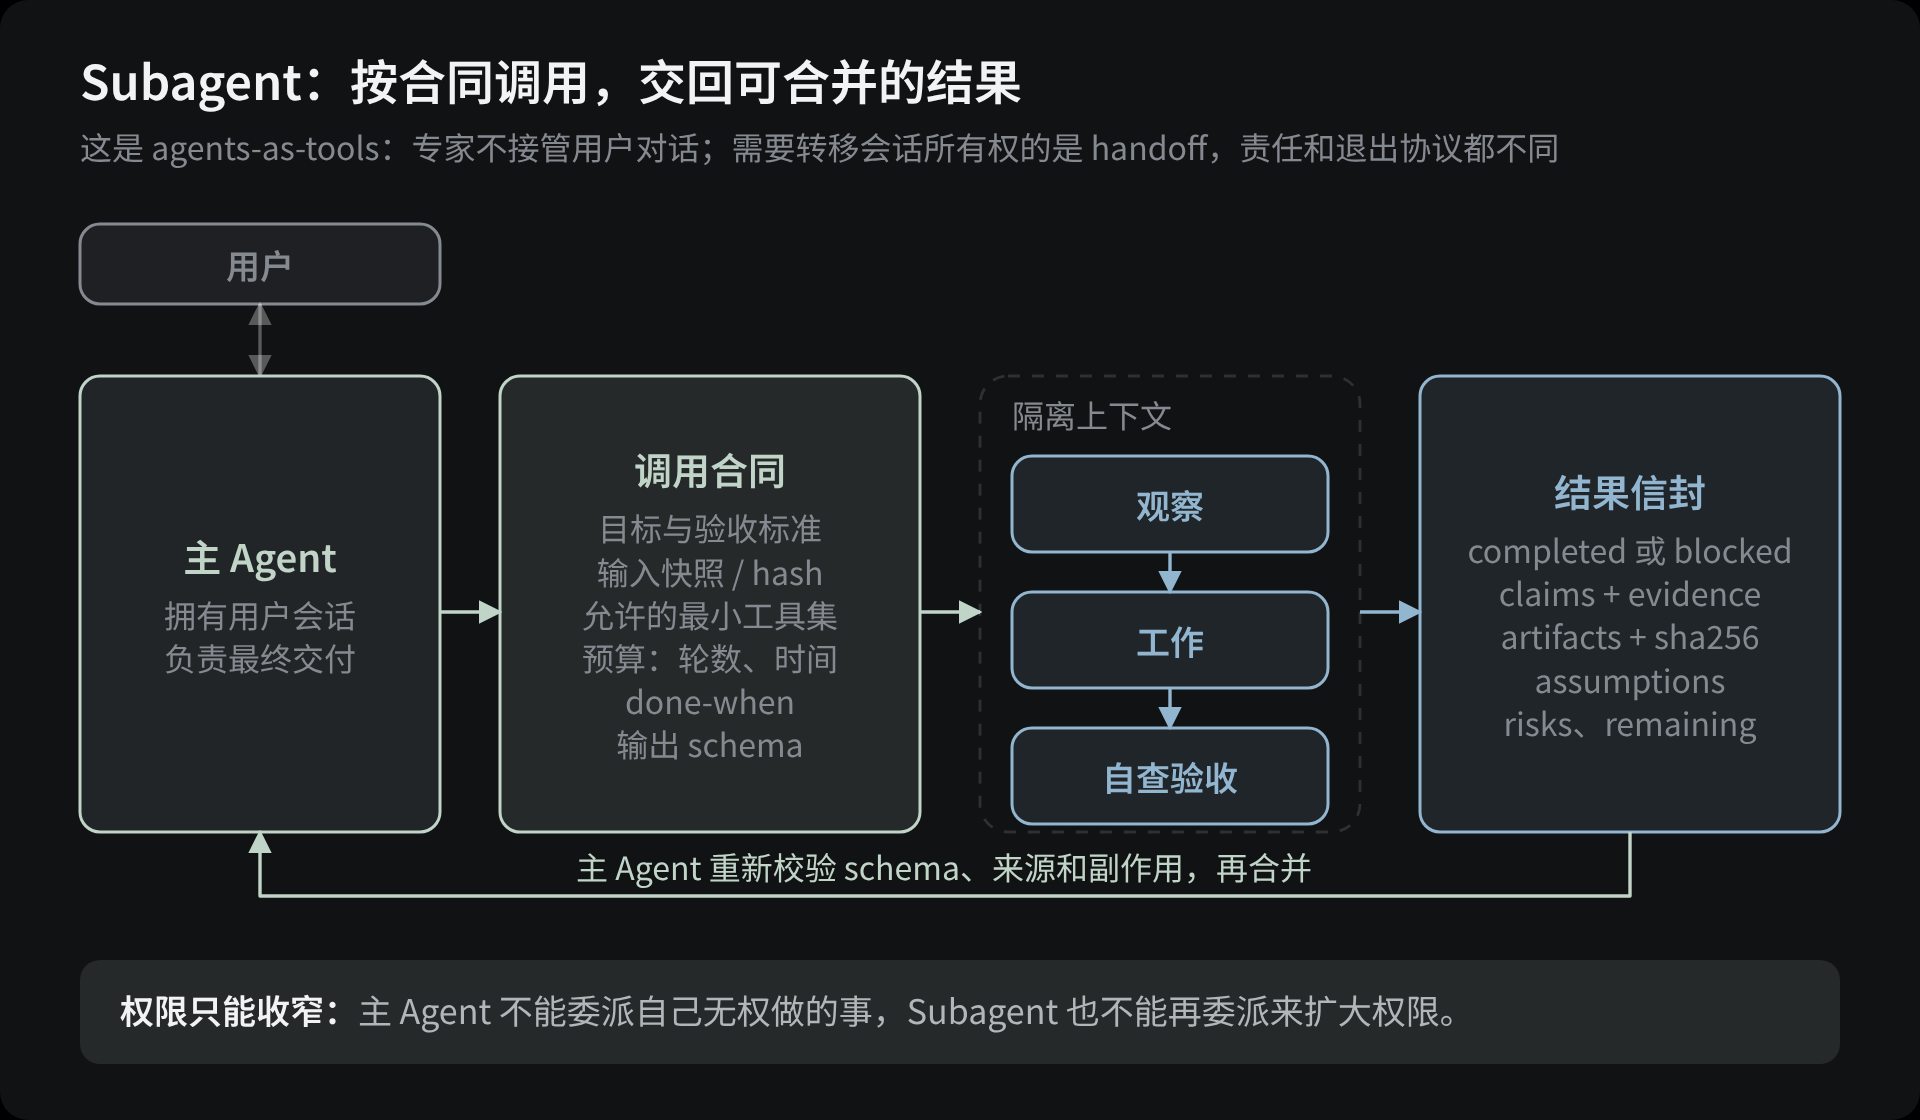 Subagent：按合同调用，交回可合并的结果
这是 agents-as-tools：专家不接管用户对话；需要转移会话所有权的是 handoff，责任和退出协议都不同
用户
主 Agent
拥有用户会话
负责最终交付
调用合同
目标与验收标准
输入快照 / hash
允许的最小工具集
预算：轮数、时间
done-when
输出 schema
隔离上下文
观察
工作
自查验收
结果信封
completed 或 blocked
claims + evidence
artifacts + sha256
assumptions
risks、remaining
主 Agent 重新校验 schema、来源和副作用，再合并
权限只能收窄：主 Agent 不能委派自己无权做的事，Subagent 也不能再委派来扩大权限。